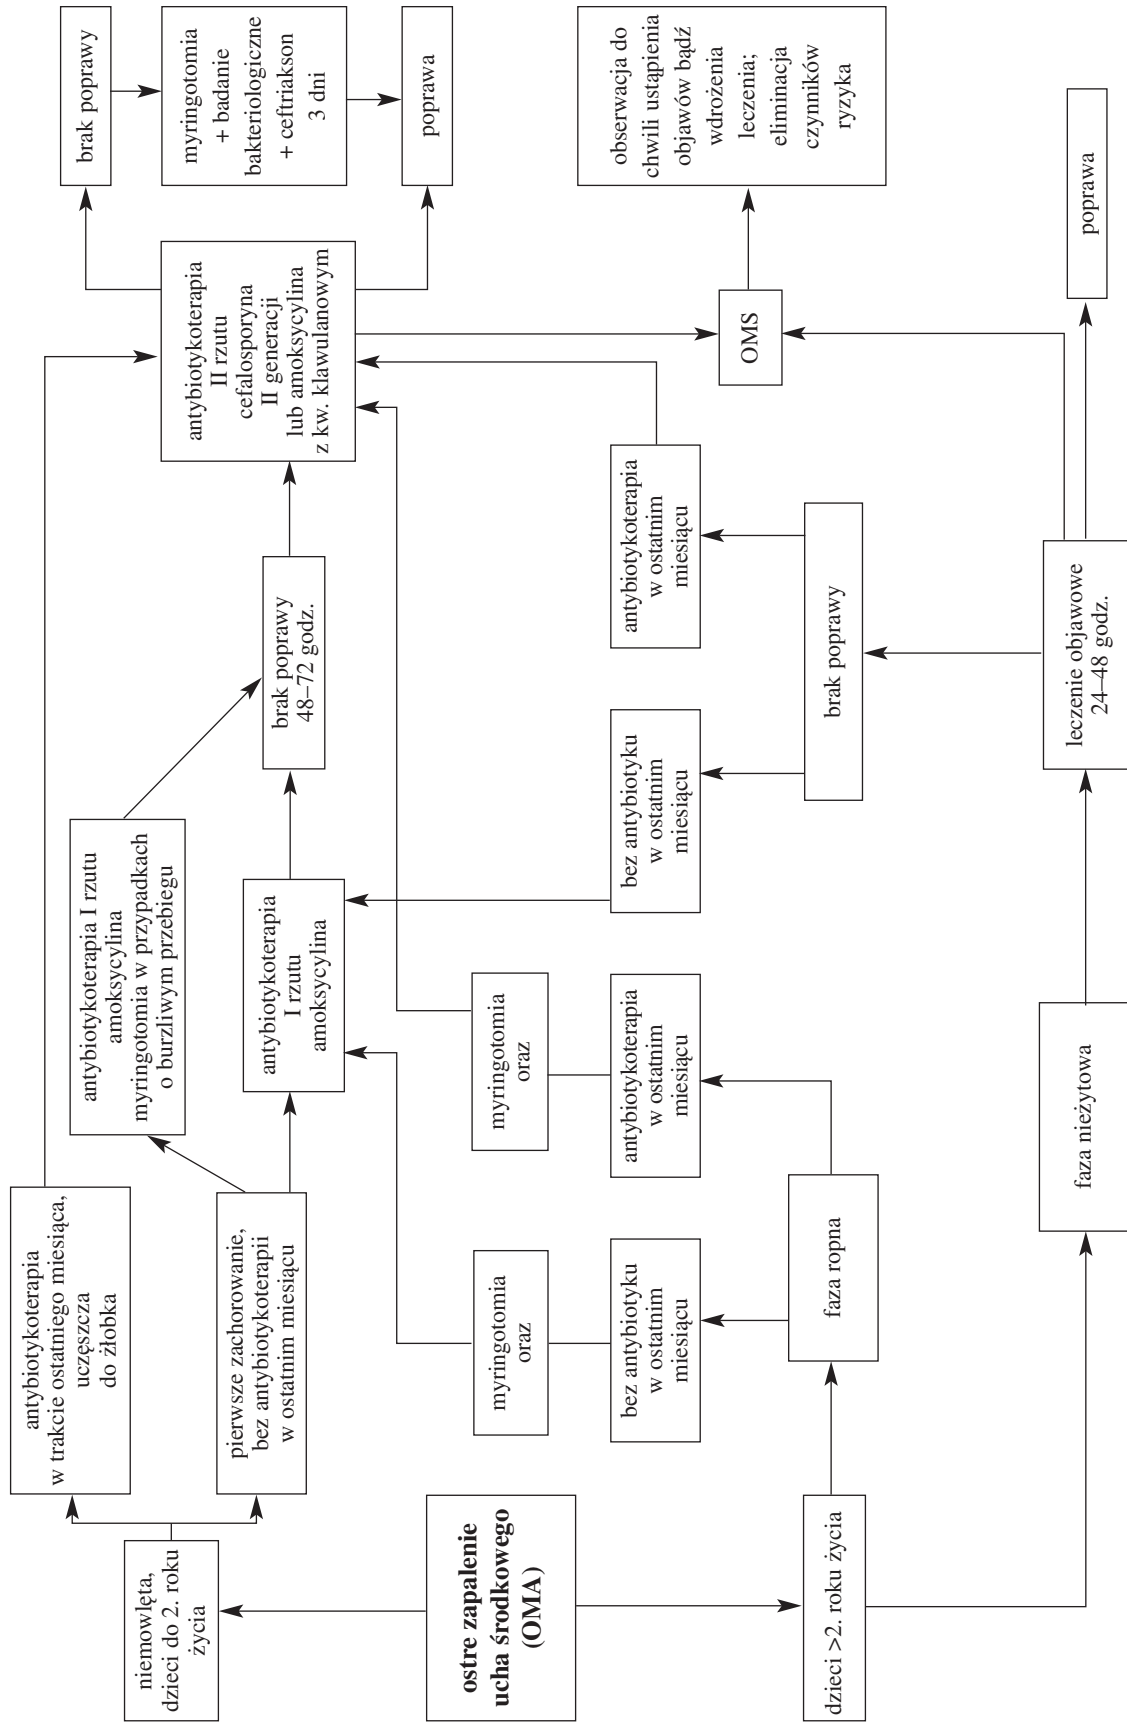 ostre zapalenie
ucha środkowego
(OMA)
niemowlęta,
dzieci do 2. roku
życia
antybiotykoterapia
w trakcie ostatniego miesiąca,
uczęszcza
do żłobka
pierwsze zachorowanie,
bez antybiotykoterapii
w ostatnim miesiącu
antybiotykoterapia I rzutu
amoksycylina
myringotomia w przypadkach
o burzliwym przebiegu
antybiotykoterapia
I rzutu
amoksycylina
brak poprawy
48–72 godz.
antybiotykoterapia
II rzutu
cefalosporyna
II generacji
lub amoksycylina
z kw. klawulanowym
brak poprawy
myringotomia
+ badanie
bakteriologiczne
+ ceftriakson
3 dni
poprawa
dzieci >2. roku życia
faza ropna
bez antybiotyku
w ostatnim
miesiącu
myringotomia
oraz
antybiotykoterapia
w ostatnim
miesiącu
myringotomia
oraz
faza nieżytowa
leczenie objawowe
24–48 godz.
brak poprawy
bez antybiotyku
w ostatnim
miesiącu
antybiotykoterapia
w ostatnim
miesiącu
OMS
obserwacja do
chwili ustąpienia
objawów bądź
wdrożenia
leczenia;
eliminacja
czynników
ryzyka
poprawa